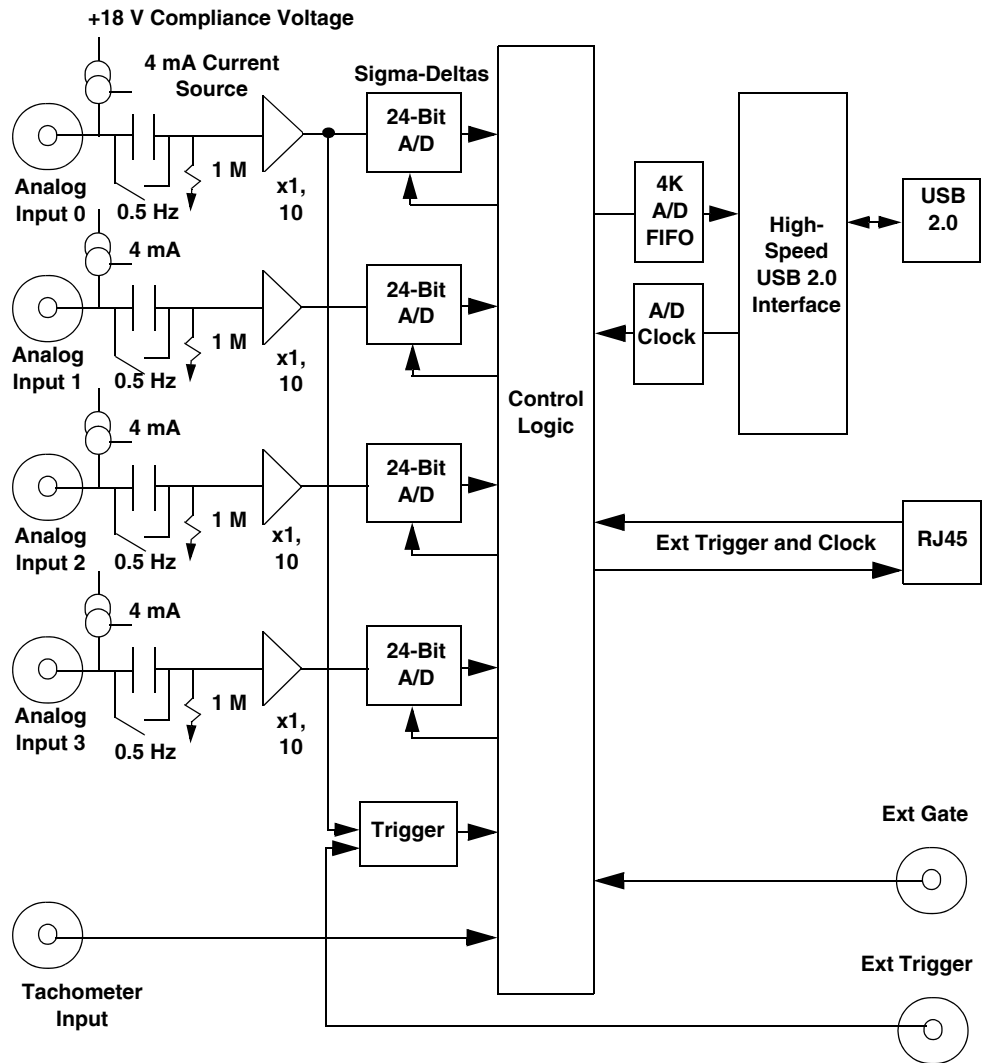 +18 V Compliance Voltage
4 mA Current
Source
Sigma-Deltas
24-Bit
A/D
1 M
x1,
10
Analog
Input 0
0.5 Hz
4K
A/D
FIFO
High-
Speed
USB 2.0
Interface
USB
2.0
4 mA
24-Bit
A/D
1 M
x1,
10
Analog
Input 1
0.5 Hz
A/D
Clock
Control
Logic
4 mA
24-Bit
A/D
1 M
x1,
10
Analog
Input 2
0.5 Hz
Ext Trigger and Clock
RJ45
4 mA
24-Bit
A/D
1 M
x1,
10
Analog
Input 3
0.5 Hz
Trigger
Ext Gate
Tachometer
Input
Ext Trigger